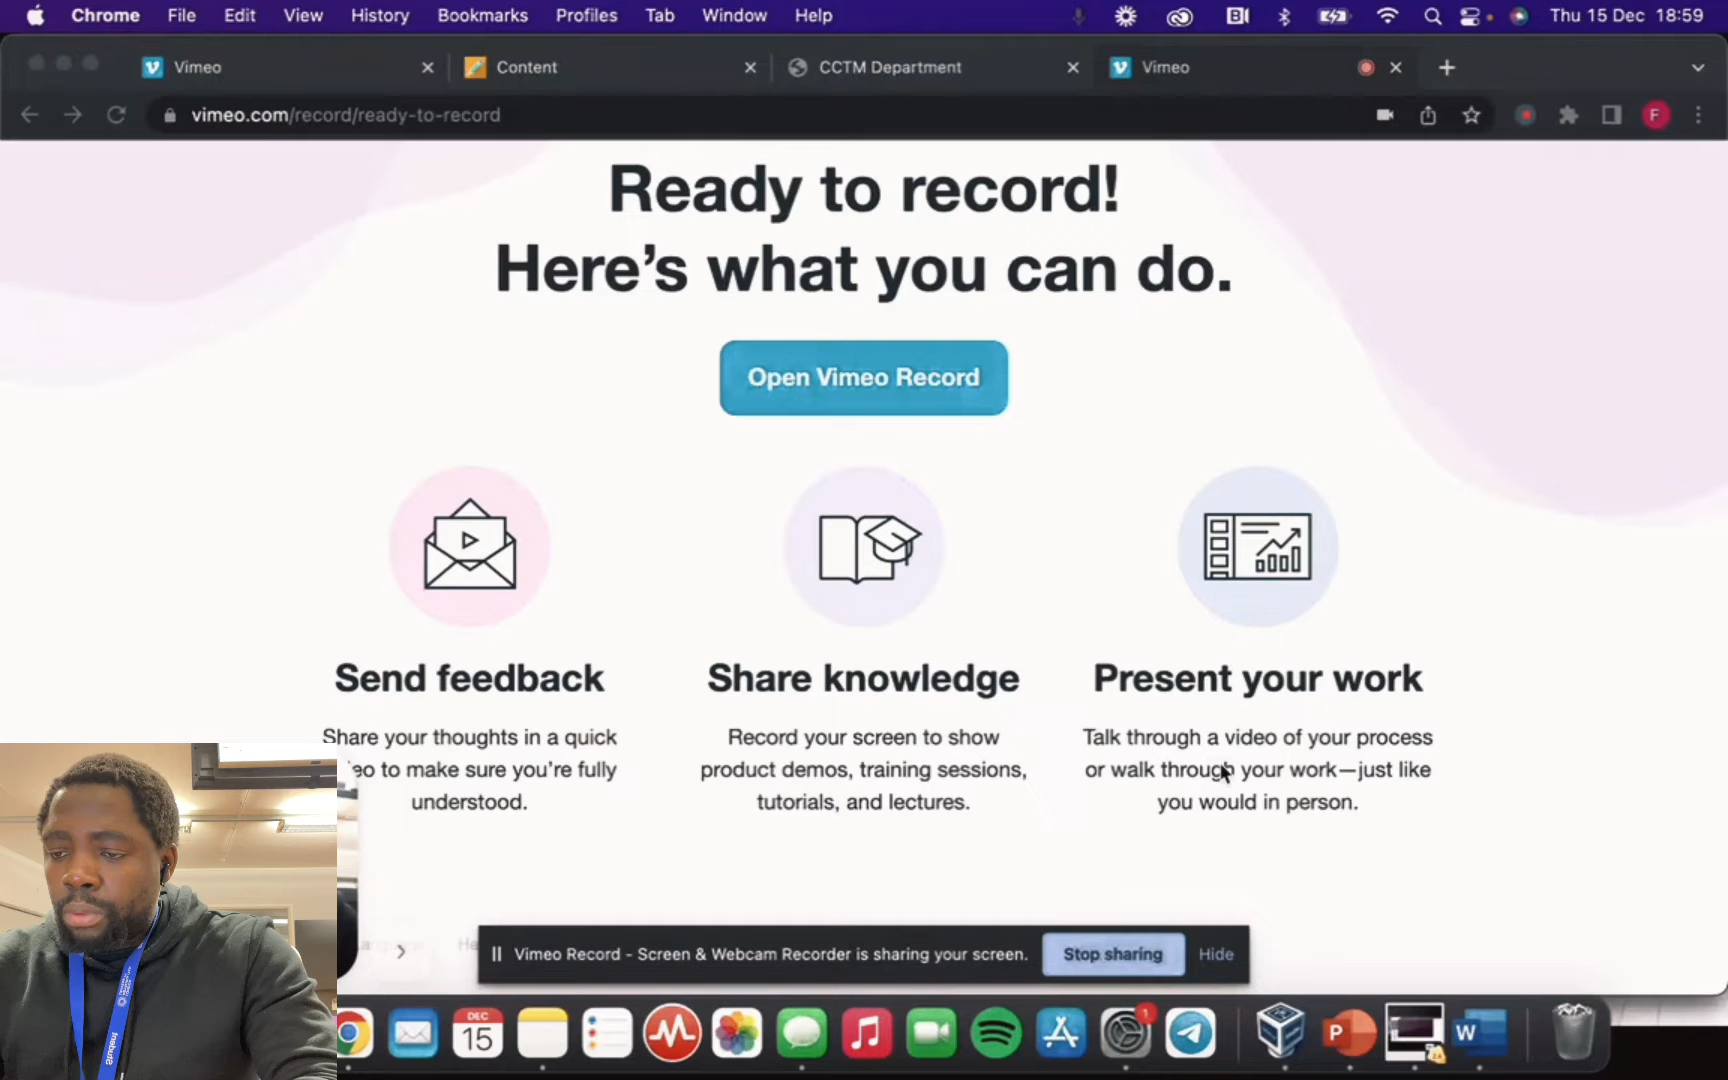 Chrome File Edit View History Bookmarks Profiles Tab Window Help Thu 15 Dec 18:59
Vimeo Content CCTM Department Vimeo
vimeo.com/record/ready-to-record F
Ready to record!
Here's what you can do.
Open Vimeo Record
Send feedback
Share your thoughts in a quick
eo to make sure you're fully
understood.
Share knowledge
Record your screen to show
product demos, training sessions,
tutorials, and lectures.
Present your work
Talk through a video of your process
or walk through your work—just like
you would in person.
Vimeo Record - Screen & Webcam Recorder is sharing your screen. Stop sharing Hide
DEC
15
1
P
W
Student